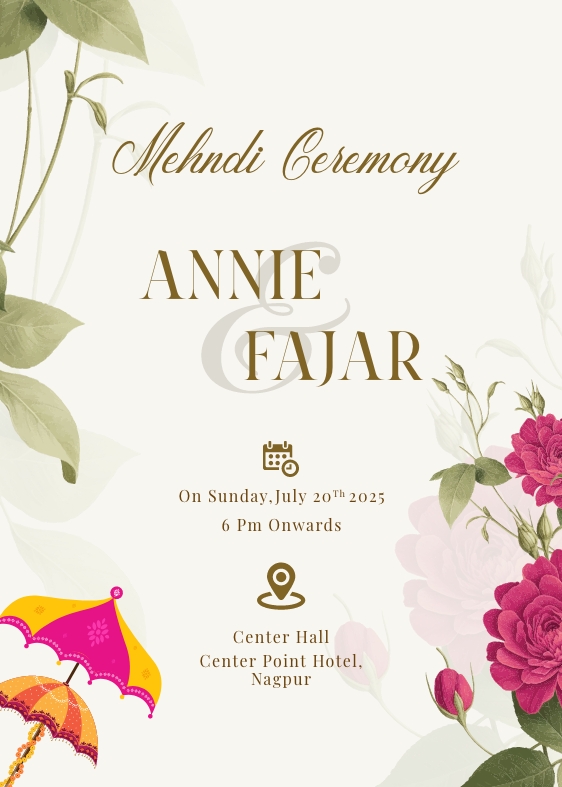 Mehndi Ceremony
ANNIE
&
FAJAR
On Sunday,July 20Th 2025
6 Pm Onwards
Center Hall
Center Point Hotel,
Nagpur